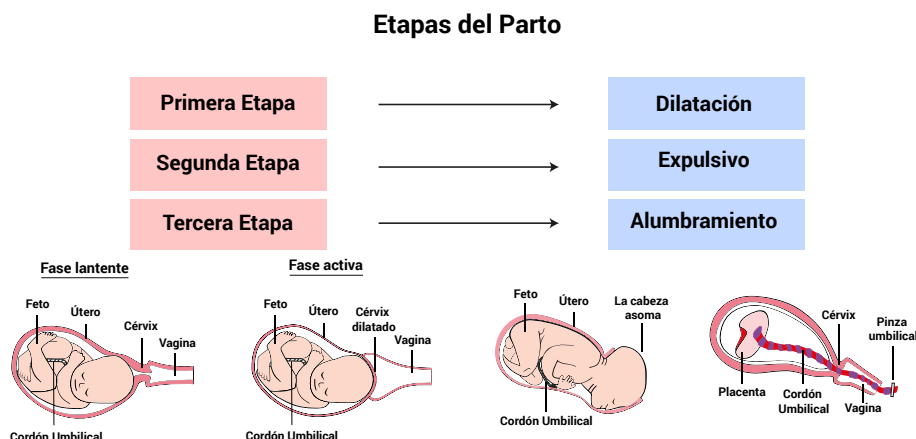 Etapas del Parto
Primera Etapa
Dilatación
Segunda Etapa
Expulsivo
Tercera Etapa
Alumbramiento
Fase lantente
Feto
Útero
Cérvix
Vagina
Cordón Umbilical
Fase activa
Feto
Útero
Cérvix
dilatado
Vagina
Cordón Umbilical
Feto
Útero
La cabeza
asoma
Cordón Umbilical
Cérvix
Pinza
umbilical
Placenta
Cordón
Umbilical
Vagina